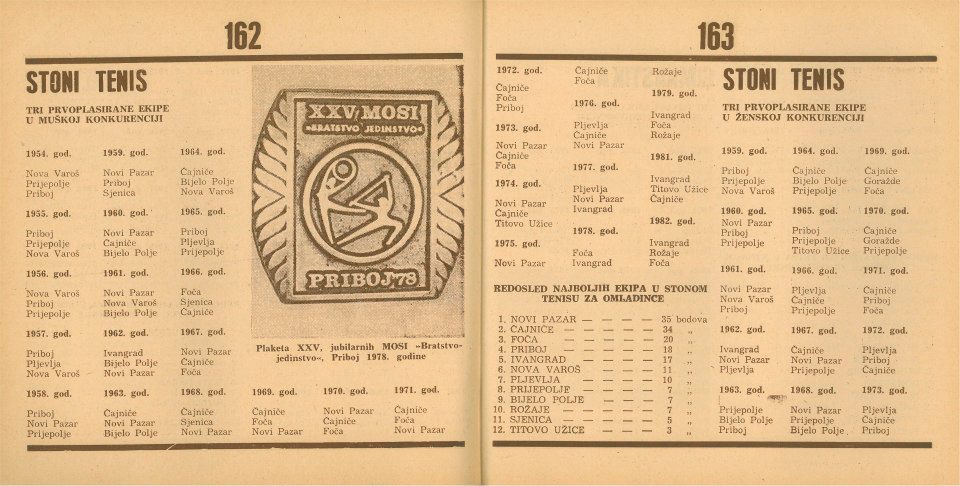 162
STONI TENIS
TRI PRVOPLASIRANE EKIPE
U MUŠKOJ KONKURENCIJI
1954. god.
Nova Varoš
Prijepolje
Priboj
1955. god.
Priboj
Prijepolje
Nova Varoš
1956. god.
Nova Varoš
Priboj
Prijepolje
1957. god.
Priboj
Pljevlja
Nova Varoš
1958. god.
Priboj
Novi Pazar
Prijepolje
1959. god.
Novi Pazar
Priboj
Sjenica
1960. god.
Novi Pazar
Čajniče
Bijelo Polje
1961. god.
Novi Pazar
Nova Varoš
Bijelo Polje
1962. god.
Ivangrad
Bijelo Polje
Novi Pazar
1963. god.
Čajniče
Novi Pazar
Bijelo Polje
1964. god.
Čajniče
Bijelo Polje
Nova Varoš
1965. god.
Priboj
Pljevlja
Prijepolje
1966. god.
Foča
Sjenica
Čajniče
1967. god.
Novi Pazar
Čajniče
Foča
1968. god.
Čajniče
Sjenica
Novi Pazar
1969. god.
Čajniče
Foča
Novi Pazar
1970. god.
Novi Pazar
Čajniče
Foča
1971. god.
Čajniče
Foča
Novi Pazar
XXV MOSI
»BRATSTVO JEDINSTVO«
PRIBOJ,'78
Plaketa XXV, jubilarnih MOSI »Bratstvo-
jedinstvo«, Priboj 1978. godine
163
1972. god.
Čajniče
Foča
Priboj
1973. god.
Novi Pazar
Čajniče
Foča
1974. god.
Novi Pazar
Čajniče
Titovo Užice
1975. god.
Novi Pazar
Čajniče
Foča
1976. god.
Pljevlja
Čajniče
Novi Pazar
1977. god.
Pljevlja
Novi Pazar
Ivangrad
1978. god.
Foča
Ivangrad
Rožaje
1979. god.
Ivangrad
Foča
Rožaje
1981. god.
Ivangrad
Titovo Užice
Čajniče
1982. god.
Ivangrad
Rožaje
Foča
REDOSLED NAJBOLJIH EKIPA U STONOM
TENISU ZA OMLADINCE
1. NOVI PAZAR — — — — 35 bodova
2. ČAJNIČE — — — — — 34 „
3. FOČA — — — — — — 20 „
4. PRIBOJ — — — — — 18 „
5. IVANGRAD — — — — 17 „
6. NOVA VAROŠ — — — — 11 „
7. PLJEVLJA — — — — 10 „
8. PRIJEPOLJE — — — — 7 „
9. BIJELO POLJE — — — 7 „
10. ROŽAJE — — — — — 7 „
11. SJENICA — — — — — 5 „
12. TITOVO UŽICE — — — 3 „
STONI TENIS
TRI PRVOPLASIRANE EKIPE
U ŽENSKOJ KONKURENCIJI
1959. god.
Priboj
Prijepolje
Novi Pazar
1960. god.
Novi Pazar
Priboj
Prijepolje
1961. god.
Novi Pazar
Nova Varoš
Priboj
1962. god.
Ivangrad
Novi Pazar
Pljevlja
1963. god.
Prijepolje
Bijelo Polje
Priboj
1964. god.
Čajniče
Bijelo Polje
Prijepolje
1965. god.
Priboj
Prijepolje
Titovo Užice
1966. god.
Pljevlja
Čajniče
Prijepolje
1967. god.
Čajniče
Novi Pazar
Prijepolje
1968. god.
Novi Pazar
Pljevlja
Bijelo Polje
1969. god.
Čajniče
Goražde
Foča
1970. god.
Čajniče
Goražde
Prijepolje
1971. god.
Čajniče
Priboj
Foča
1972. god.
Pljevlja
Priboj
Čajniče
1973. god.
Pljevlja
Čajniče
Priboj